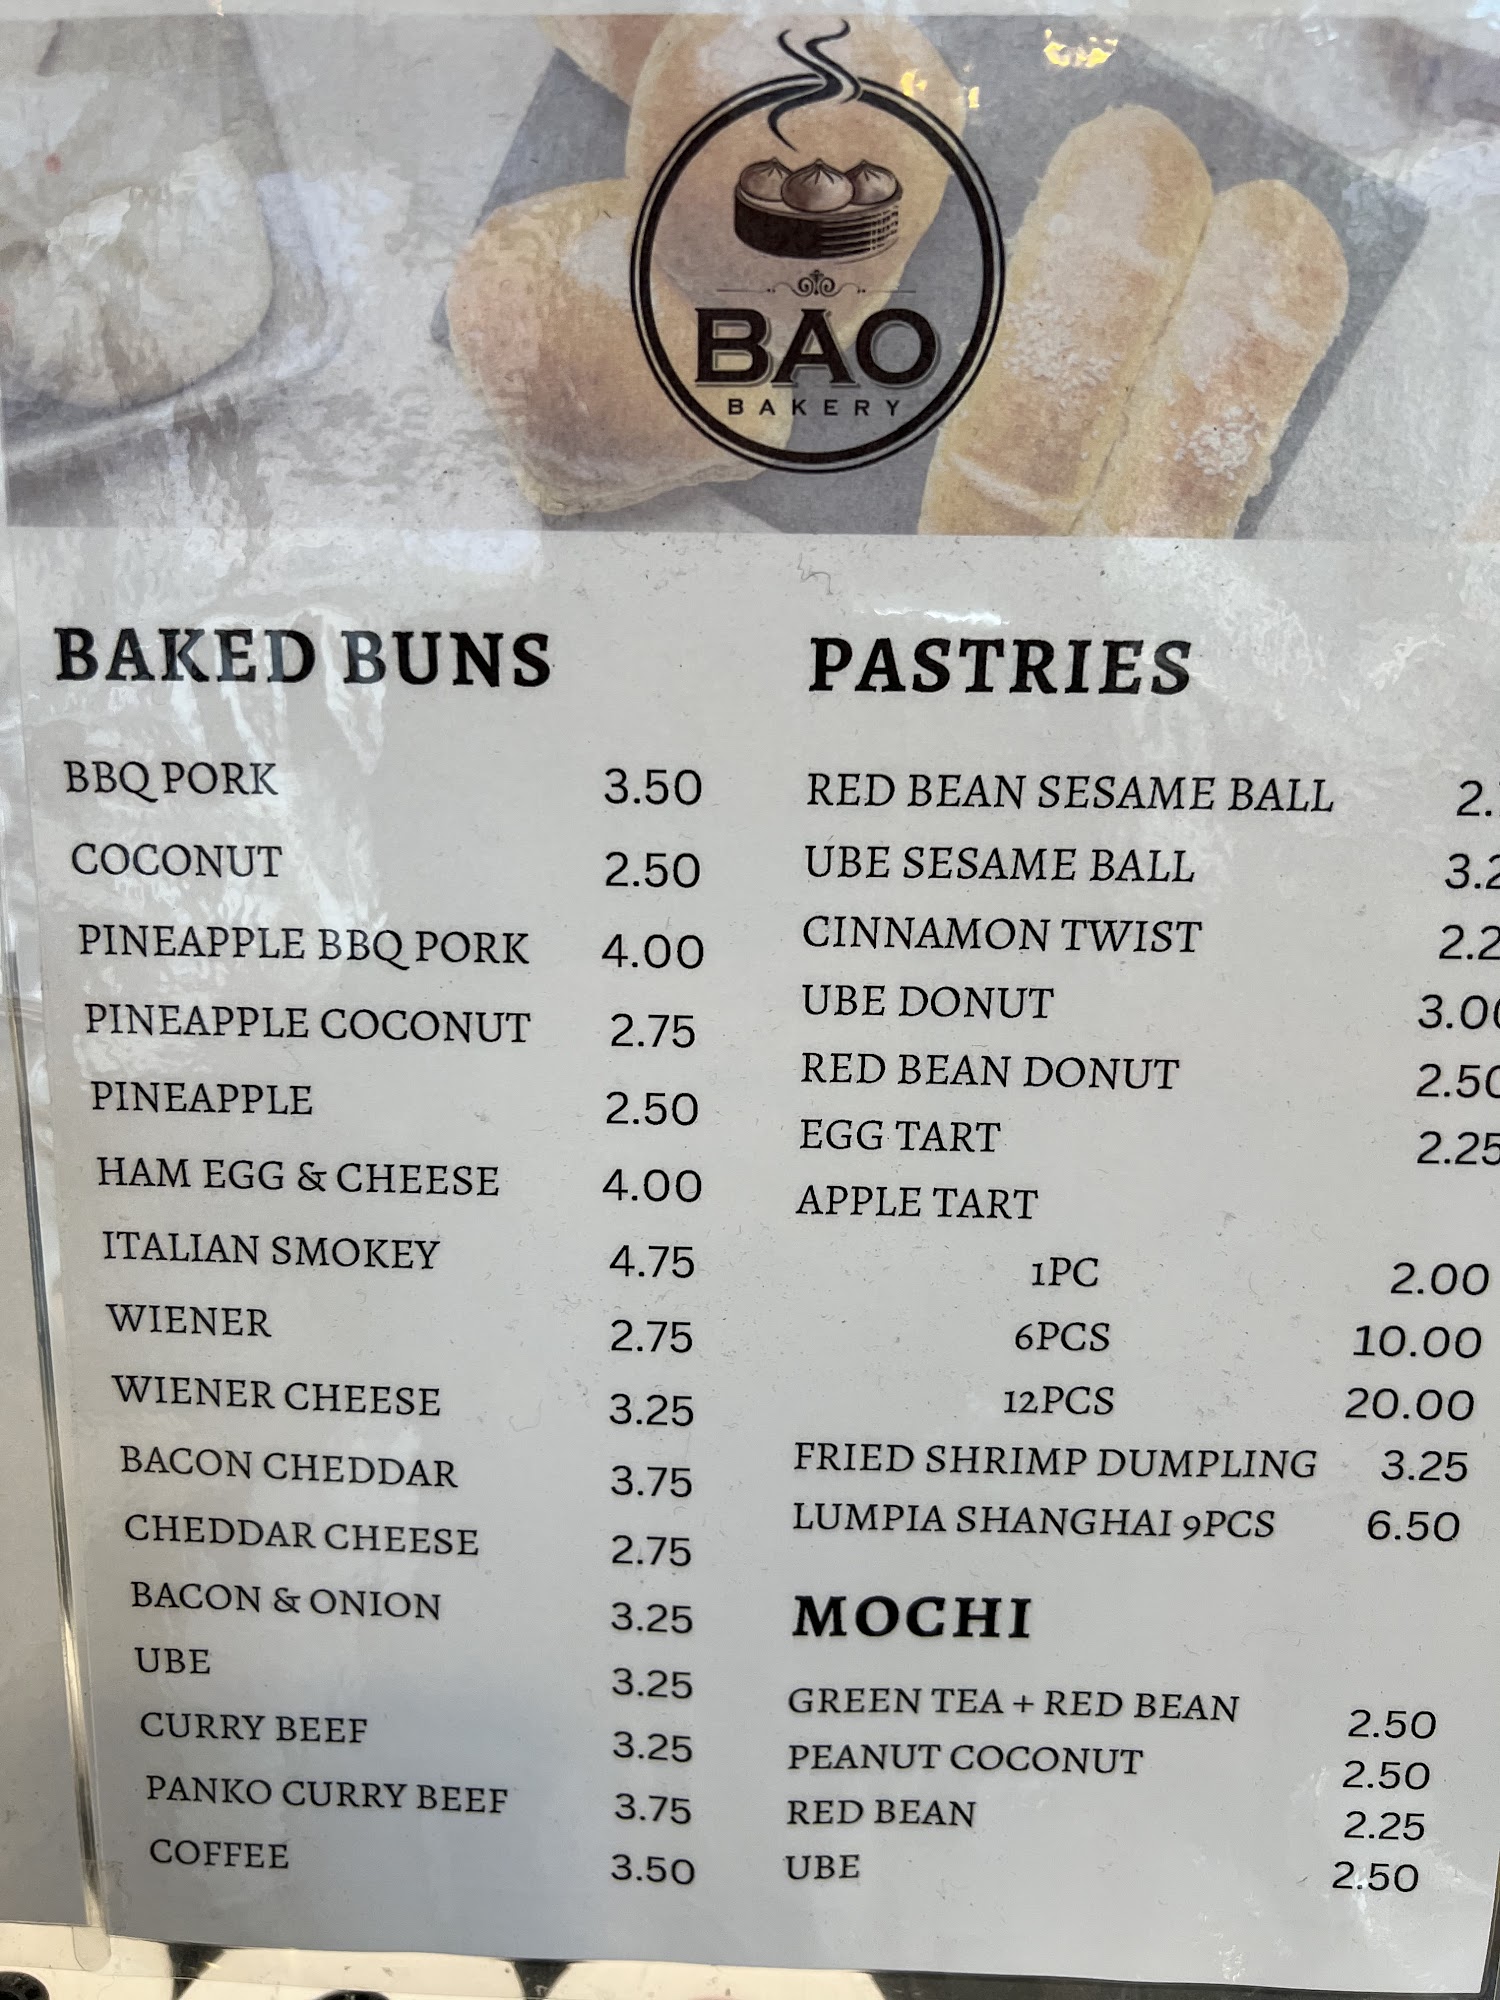 BAO
BAKERY
BAKED BUNS
BBQ PORK 3.50
COCONUT 2.50
PINEAPPLE BBQ PORK 4.00
PINEAPPLE COCONUT 2.75
PINEAPPLE 2.50
HAM EGG & CHEESE 4.00
ITALIAN SMOKEY 4.75
WIENER 2.75
WIENER CHEESE 3.25
BACON CHEDDAR 3.75
CHEDDAR CHEESE 2.75
BACON & ONION 3.25
UBE 3.25
CURRY BEEF 3.25
PANKO CURRY BEEF 3.75
COFFEE 3.50
PASTRIES
RED BEAN SESAME BALL
UBE SESAME BALL
CINNAMON TWIST
UBE DONUT 3.00
RED BEAN DONUT 2.50
EGG TART 2.25
APPLE TART
1PC 2.00
6PCS 10.00
12PCS 20.00
FRIED SHRIMP DUMPLING 3.25
LUMPIA SHANGHAI 9PCS 6.50
MOCHI
GREEN TEA + RED BEAN 2.50
PEANUT COCONUT 2.50
RED BEAN 2.25
UBE 2.50